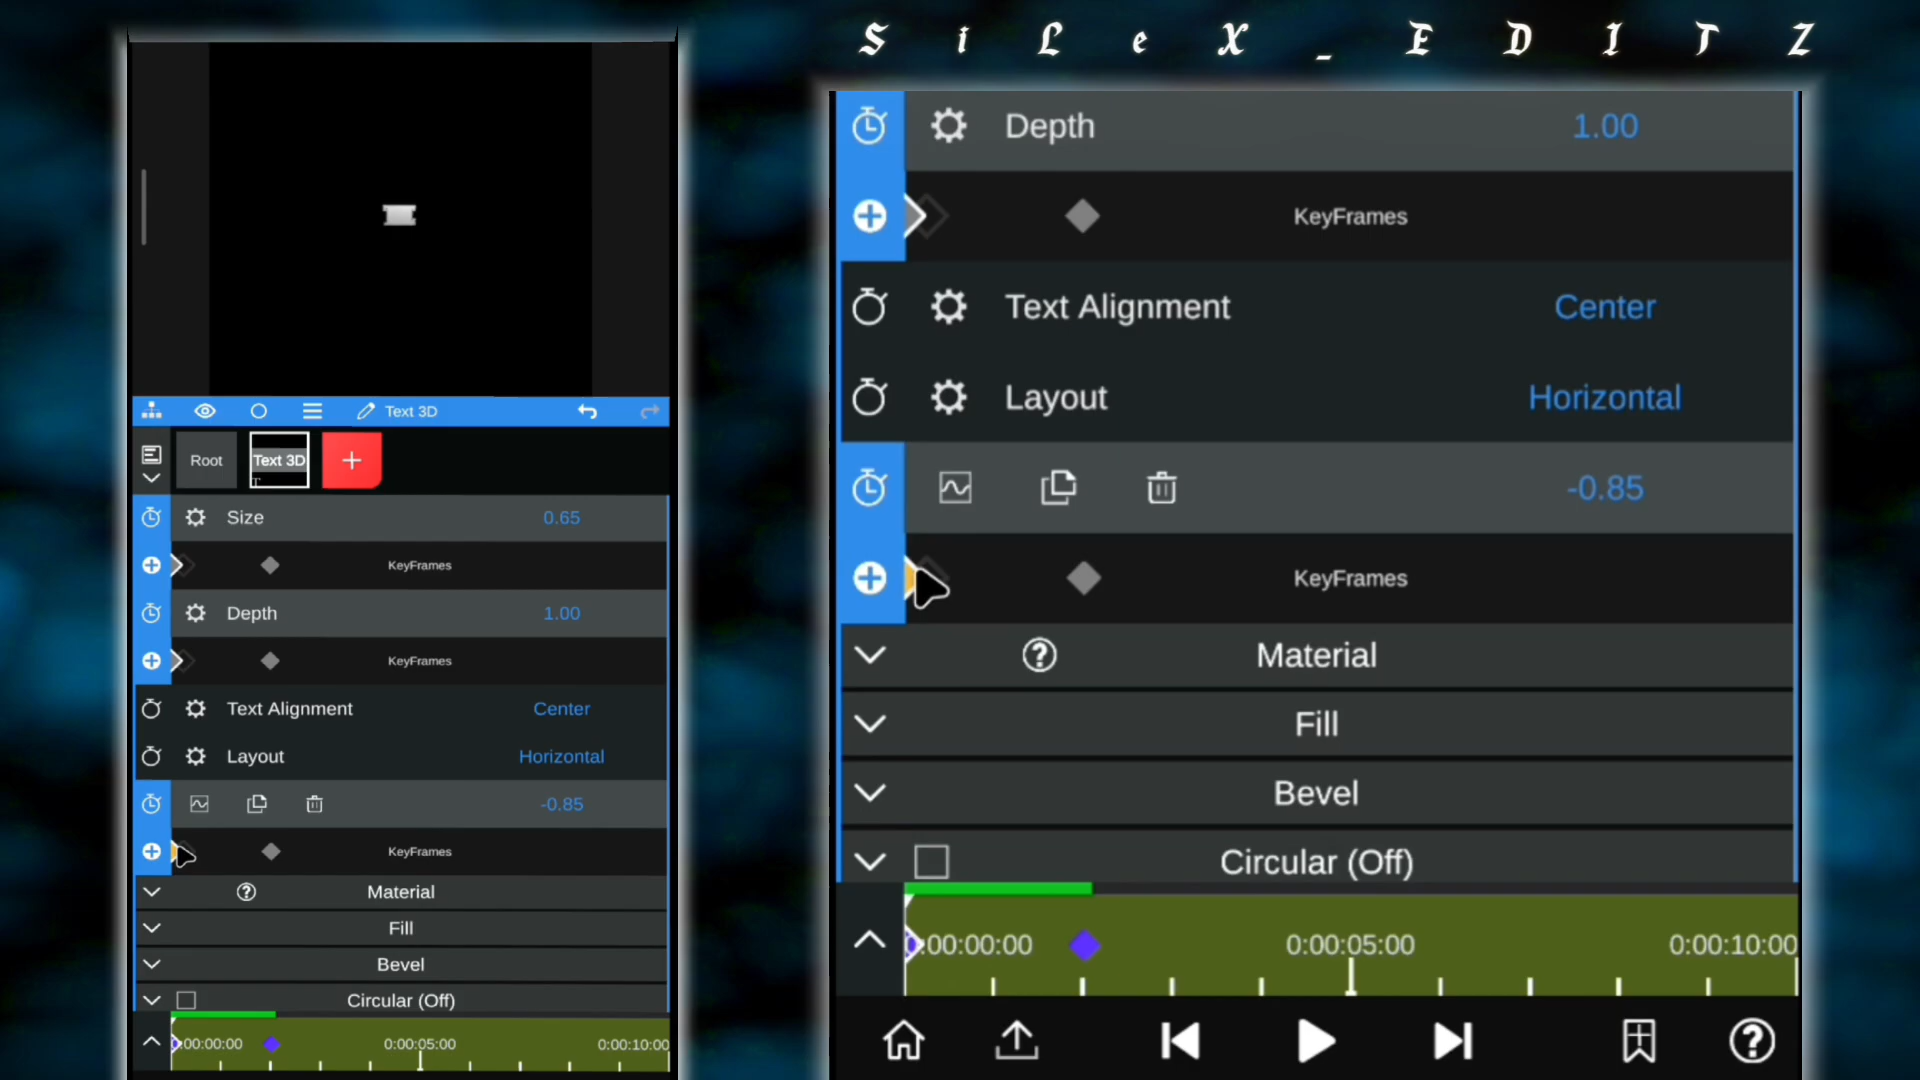 S i L e X _ E D I T Z
Text 3D
Root
Text 3D
T
+
Size 0.65
KeyFrames
Depth 1.00
KeyFrames
Text Alignment Center
Layout Horizontal
-0.85
KeyFrames
Material
Fill
Bevel
Circular (Off)
:00:00:00 0:00:05:00 0:00:10:00
Depth 1.00
KeyFrames
Text Alignment Center
Layout Horizontal
-0.85
KeyFrames
Material
Fill
Bevel
Circular (Off)
:00:00:00 0:00:05:00 0:00:10:00